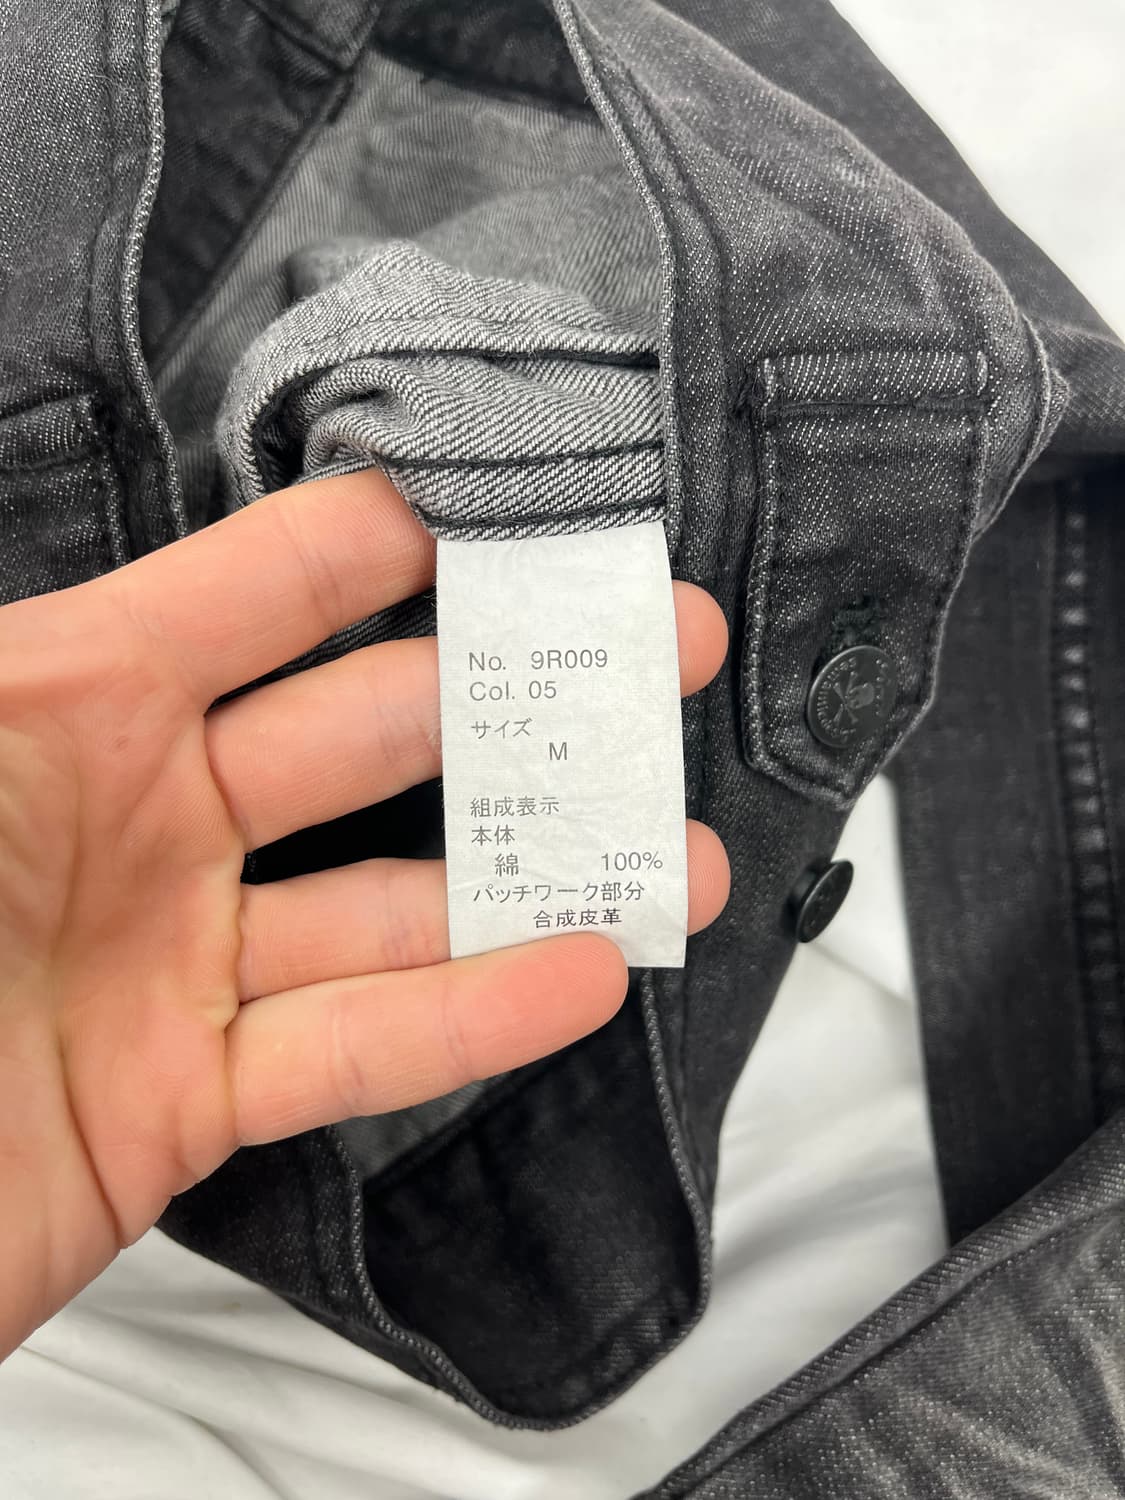 No. 9R009
Col. 05
サイズ
M
組成表示
本体
綿 100%
パッチワーク部分
合成皮革